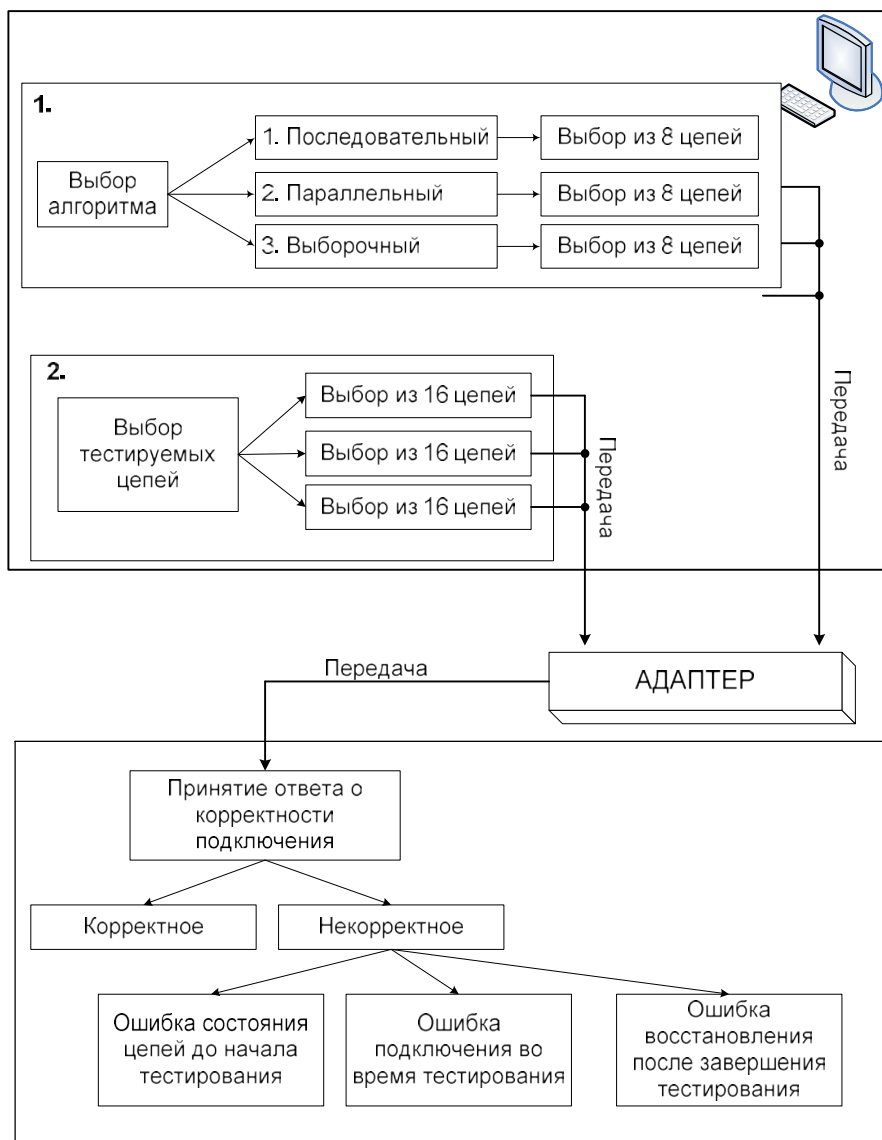 1.
Выбор
алгоритма
1. Последовательный
Выбор из 8 цепей
2. Параллельный
Выбор из 8 цепей
3. Выборочный
Выбор из 8 цепей
2.
Выбор
тестируемых
цепей
Выбор из 16 цепей
Выбор из 16 цепей
Выбор из 16 цепей
Передача
Передача
Передача
АДАПТЕР
Принятие ответа о
корректности
подключения
Корректное
Некорректное
Ошибка состояния
цепей до начала
тестирования
Ошибка
подключения во
время тестирования
Ошибка
восстановления
после завершения
тестирования